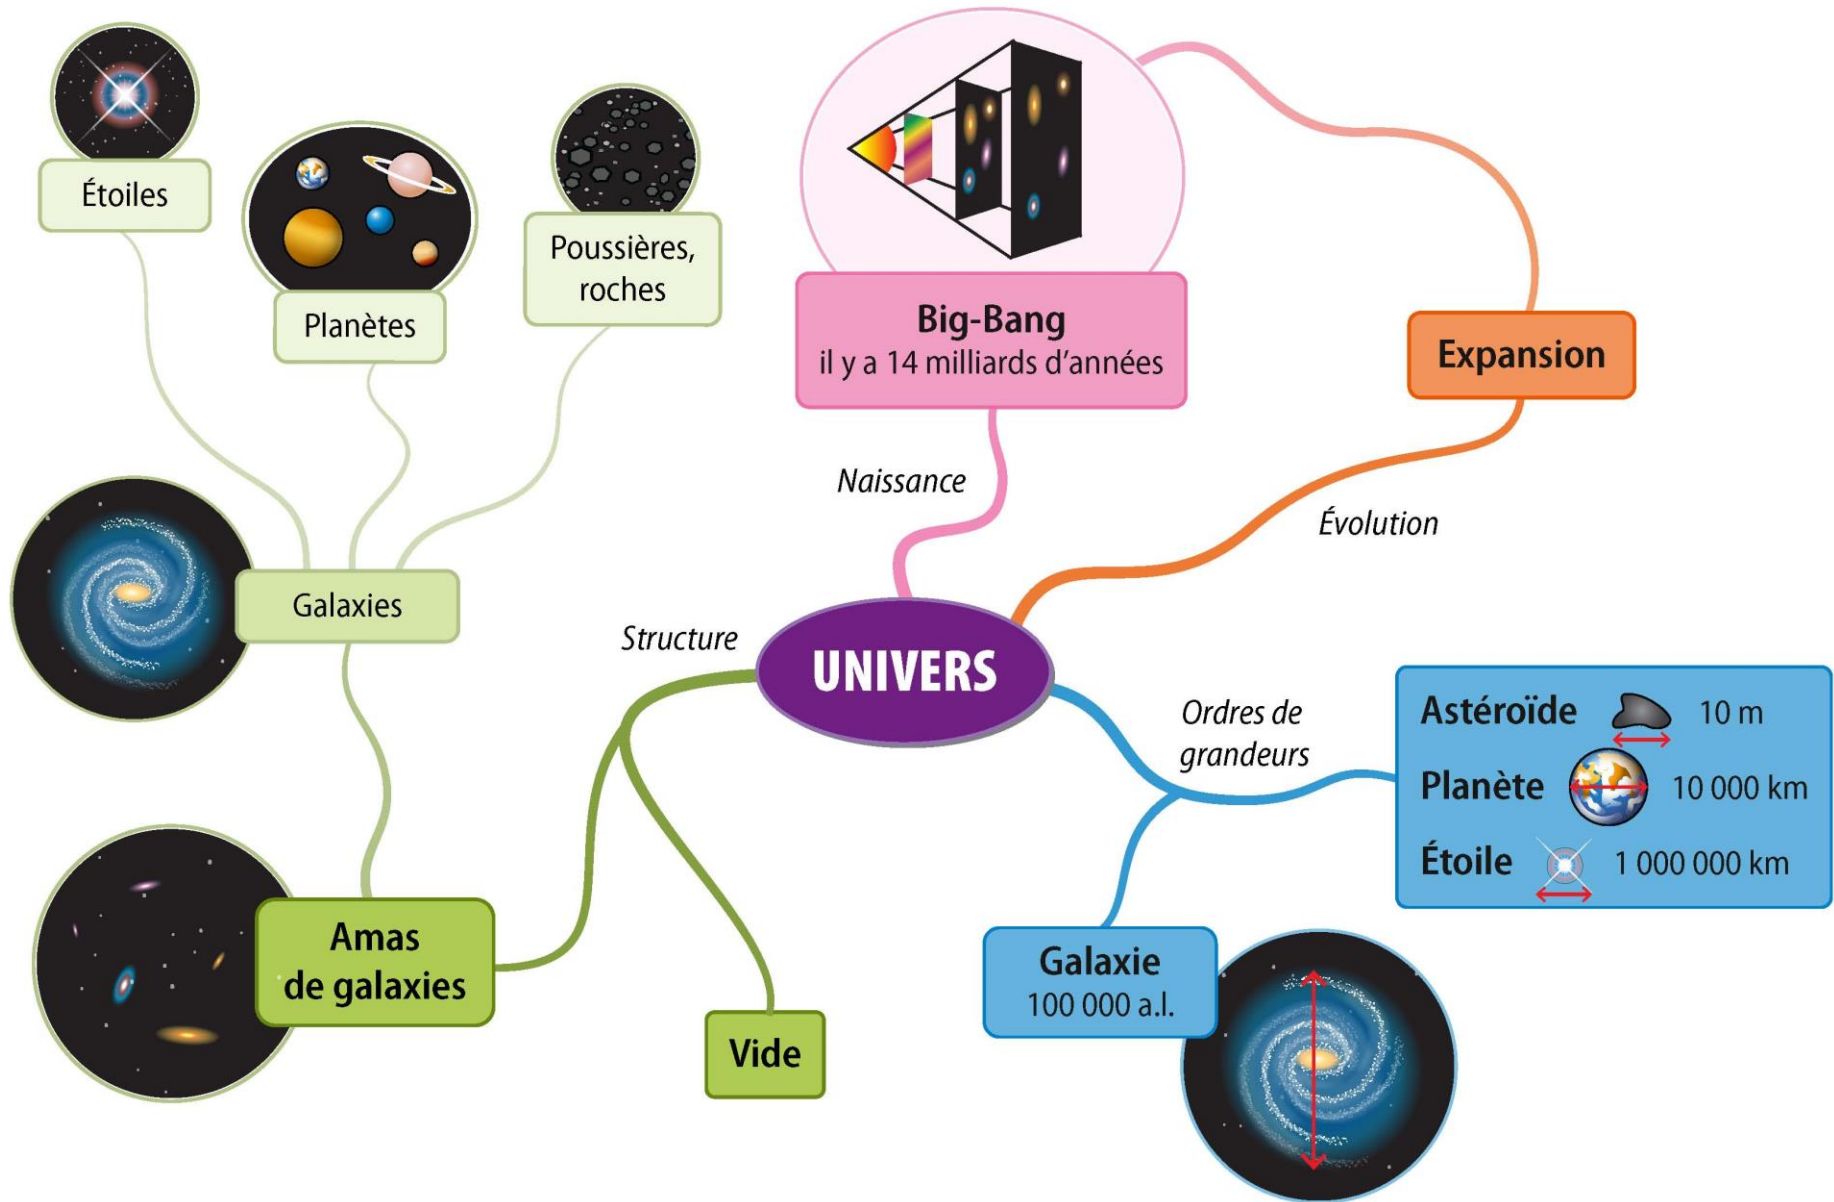 Étoiles
Planètes
Poussières,
roches
Big-Bang
il y a 14 milliards d'années
Expansion
Naissance
Évolution
Galaxies
Structure
UNIVERS
Ordres de
grandeurs
Astéroïde 10 m
Planète 10 000 km
Étoile 1 000 000 km
Amas
de galaxies
Vide
Galaxie
100 000 a.l.